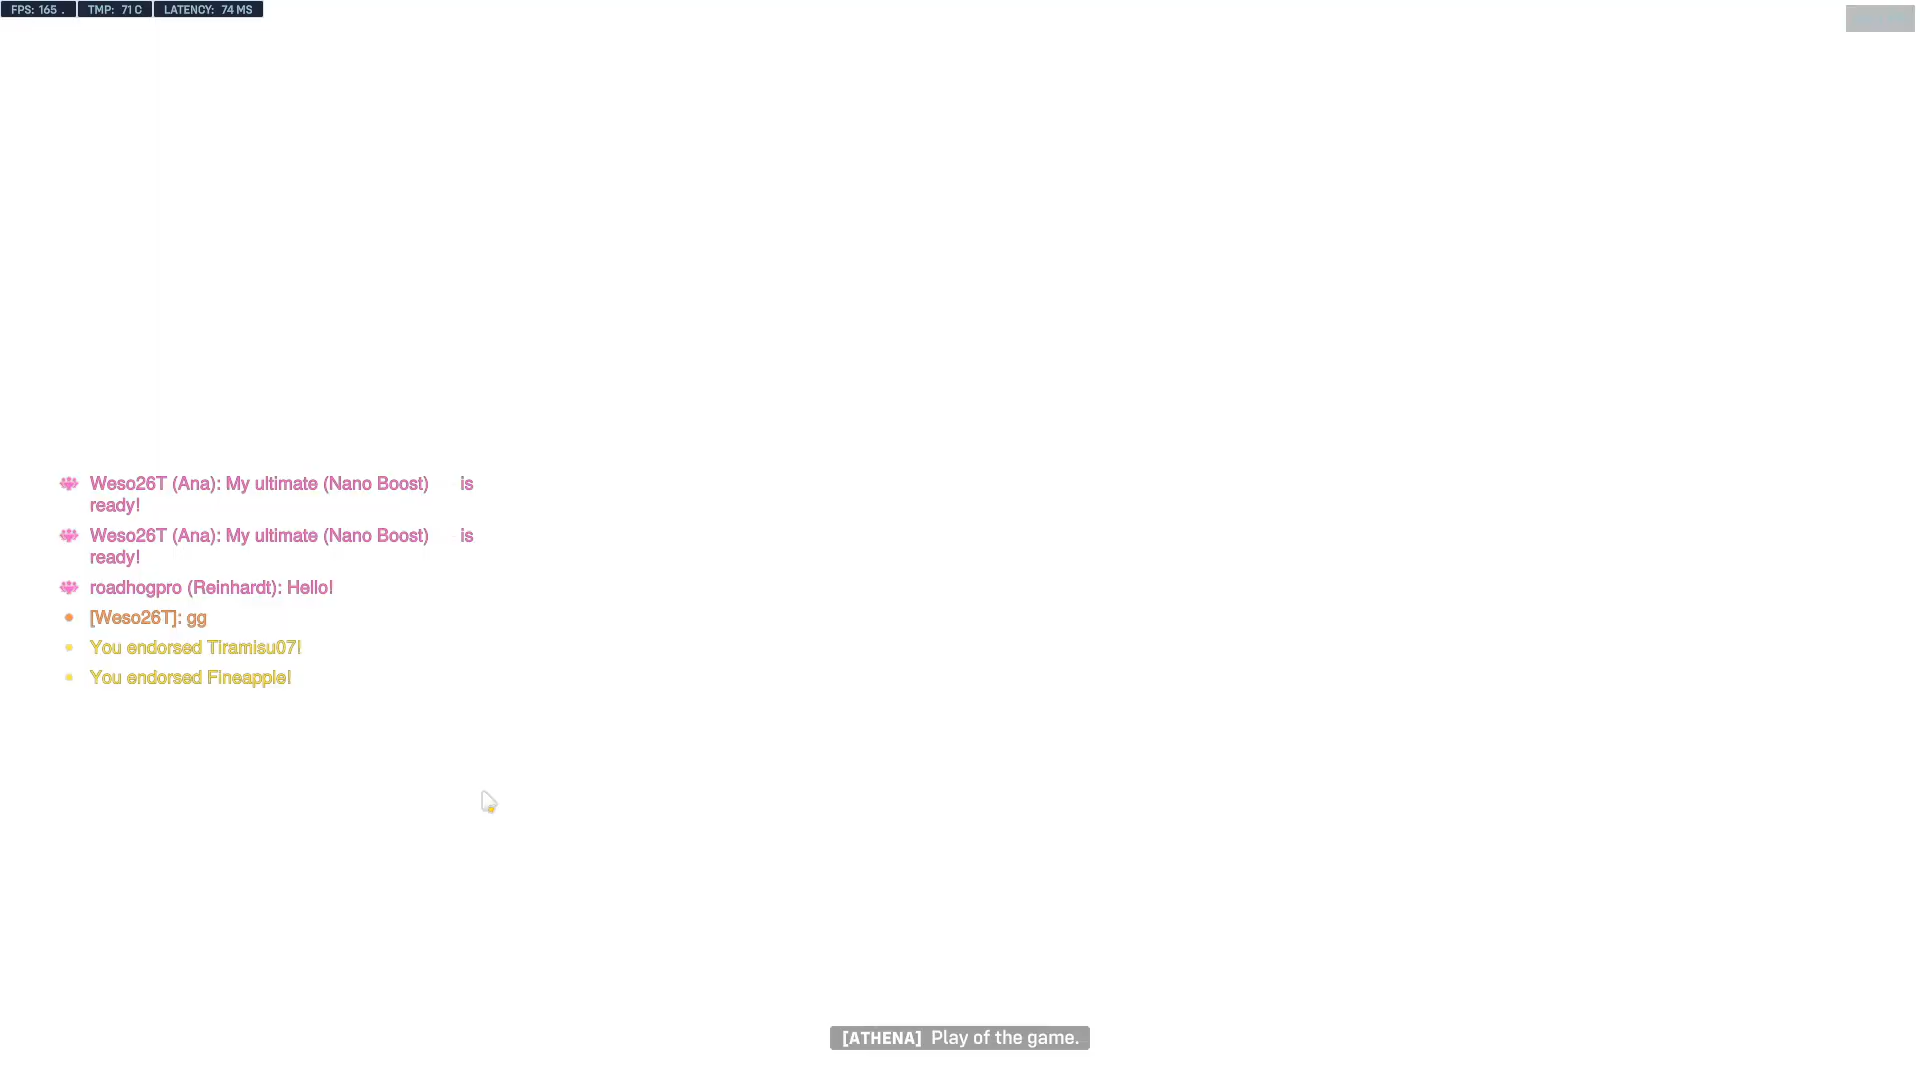 FPS: 165 . TMP: 71 C LATENCY: 74 MS
Weso26T (Ana): My ultimate (Nano Boost) is
ready!
Weso26T (Ana): My ultimate (Nano Boost) is
ready!
roadhogpro (Reinhardt): Hello!
[Weso26T]: gg
You endorsed Tiramisu07!
You endorsed Fineapple!
[ATHENA] Play of the game.